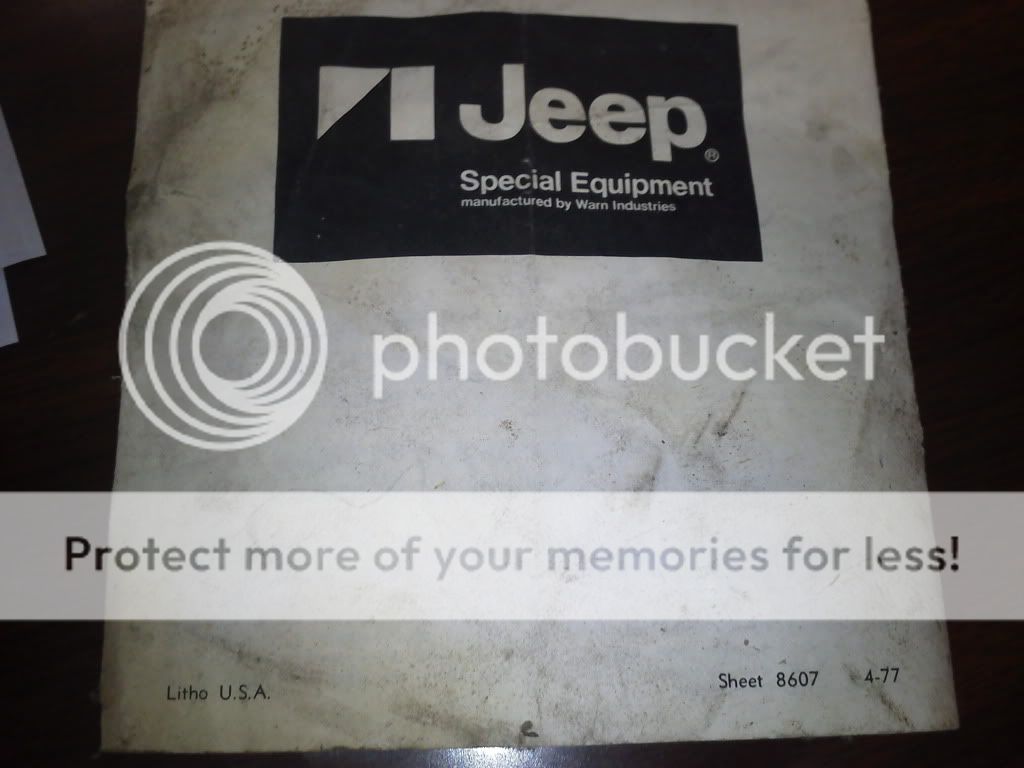 Jeep®
Special Equipment
manufactured by Warn Industries
photobucket
Protect more of your memories for less!
Litho U.S.A.
Sheet 8607 4-77